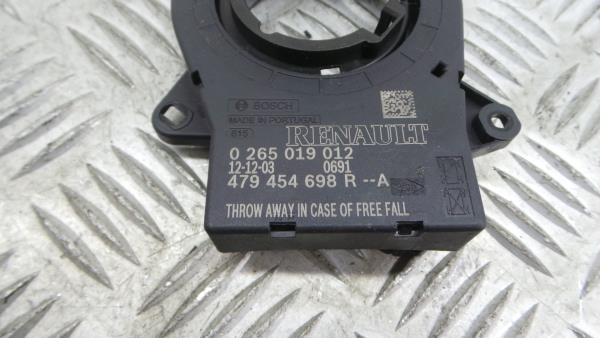 BOSCH
MADE IN PORTUGAL
615
RENAULT
0 265 019 012
12-12-03 0691
479 454 698 R --A
THROW AWAY IN CASE OF FREE FALL